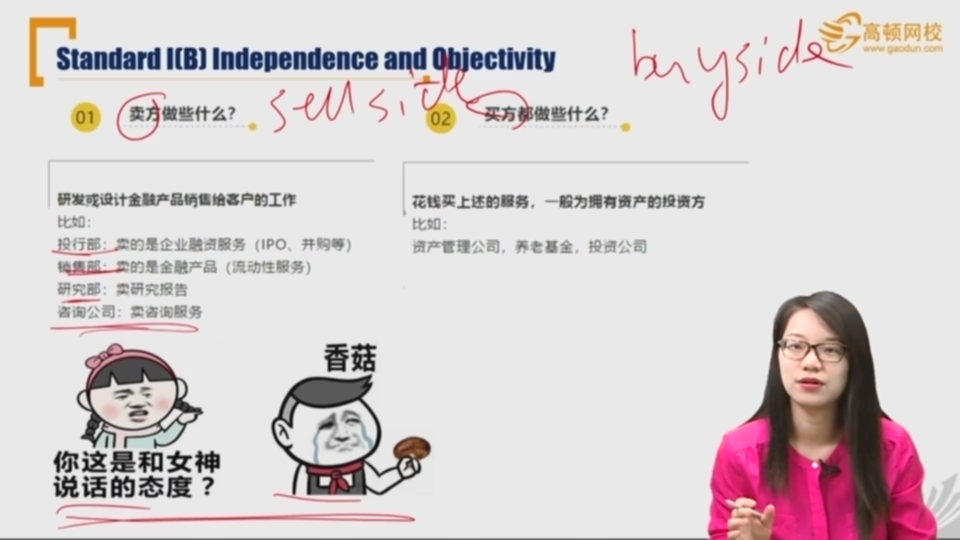 Standard I(B) Independence and Objectivity
高顿网校
www.gaodun.com
buyside
sellside
01
卖方做些什么？
02
买方都做些什么？
研发或设计金融产品销售给客户的工作
比如：
投行部：卖的是企业融资服务（IPO、并购等）
销售部：卖的是金融产品（流动性服务）
研究部：卖研究报告
咨询公司：卖咨询服务
花钱买上述的服务，一般为拥有资产的投资方
比如：
资产管理公司，养老基金，投资公司
香菇
你这是和女神
说话的态度？